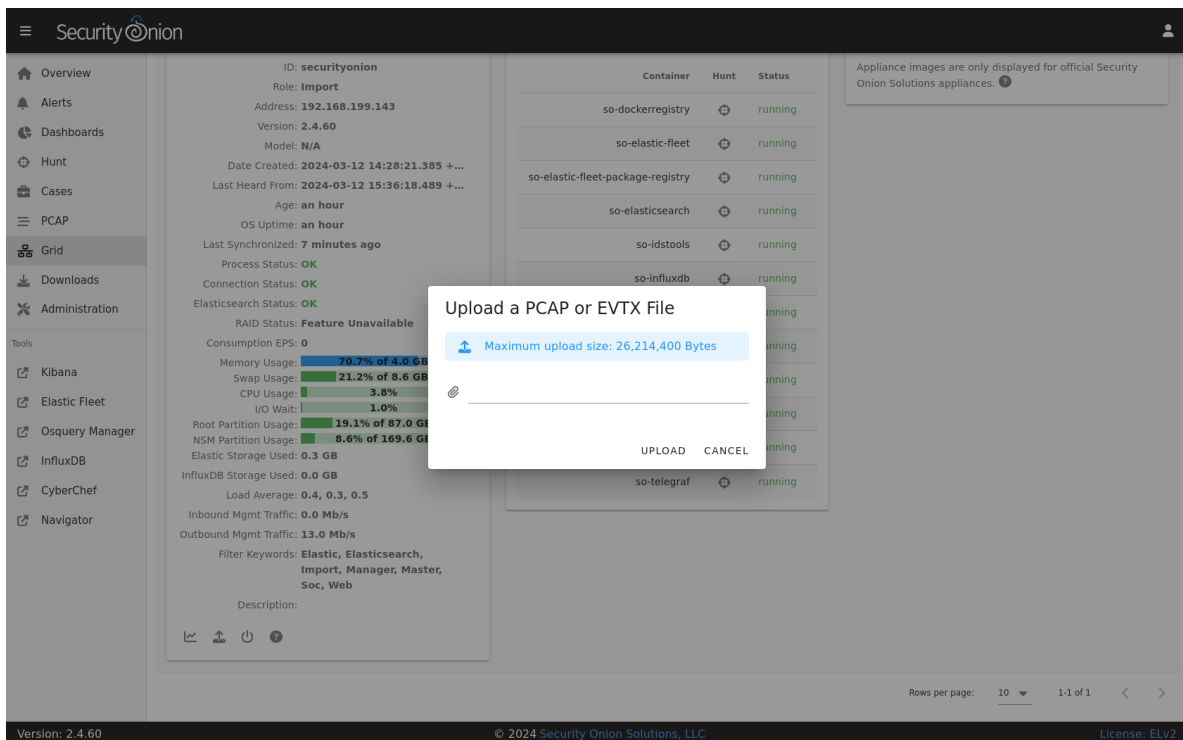 Security Onion
Overview
Alerts
Dashboards
Hunt
Cases
PCAP
Grid
Downloads
Administration
Tools
Kibana
Elastic Fleet
Osquery Manager
InfluxDB
CyberChef
Navigator
ID: securityonion
Role: Import
Address: 192.168.199.143
Version: 2.4.60
Model: N/A
Date Created: 2024-03-12 14:28:21.385 +...
Last Heard From: 2024-03-12 15:36:18.489 +...
Age: an hour
OS Uptime: an hour
Last Synchronized: 7 minutes ago
Process Status: OK
Connection Status: OK
Elasticsearch Status: OK
RAID Status: Feature Unavailable
Consumption EPS: 0
Memory Usage: 70.7% of 4.0 GB
Swap Usage: 21.2% of 8.6 GB
CPU Usage: 3.8%
I/O Wait: 1.0%
Root Partition Usage: 19.1% of 87.0 GB
NSM Partition Usage: 8.6% of 169.6 GB
Elastic Storage Used: 0.3 GB
InfluxDB Storage Used: 0.0 GB
Load Average: 0.4, 0.3, 0.5
Inbound Mgmt Traffic: 0.0 Mb/s
Outbound Mgmt Traffic: 13.0 Mb/s
Filter Keywords: Elastic, Elasticsearch,
Import, Manager, Master,
Soc, Web
Description:
Container Hunt Status
so-dockerregistry running
so-elastic-fleet running
so-elastic-fleet-package-registry running
so-elasticsearch running
so-idstools running
so-influxdb running
so-telegraf running
Appliance images are only displayed for official Security
Onion Solutions appliances.
Upload a PCAP or EVTX File
Maximum upload size: 26,214,400 Bytes
UPLOAD CANCEL
Rows per page: 10 1-1 of 1
Version: 2.4.60
© 2024 Security Onion Solutions, LLC
License: ELv2